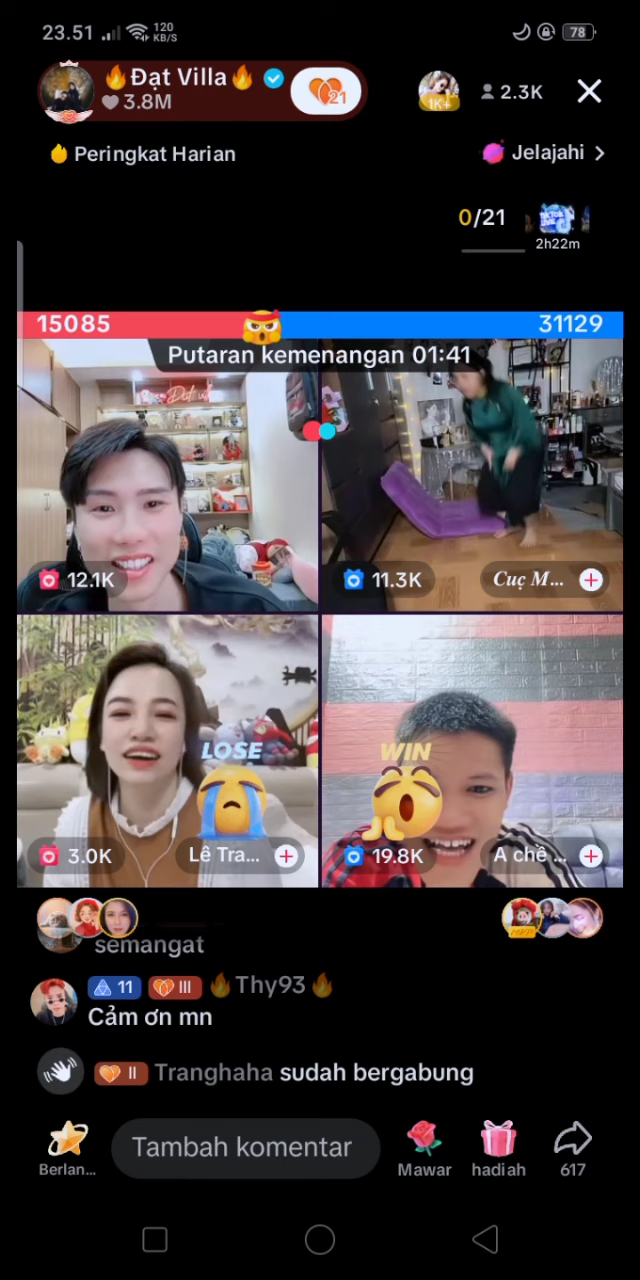 23.51
120
KB/S
78
🔥Đạt Villa🔥
3.8M
21
1K+
2.3K
Peringkat Harian
Jelajahi
0/21
2h22m
15085
31129
Putaran kemenangan 01:41
12.1K
11.3K
Cuc M...
LOSE
WIN
3.0K
Lê Tra...
19.8K
A chề ...
semangat
11 III 🔥Thy93🔥
Cảm ơn mn
II Tranghaha sudah bergabung
Berlan...
Tambah komentar
Mawar
hadiah
617